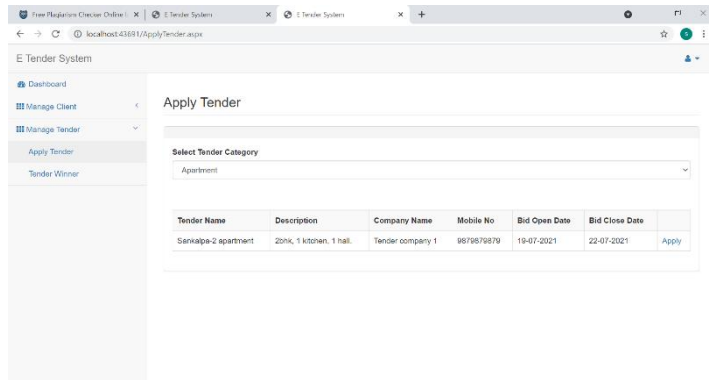 Free Plagiarism Checker Online
E Tender System
E Tender System
localhost:43691/ApplyTender.aspx
S
E Tender System
Dashboard
Manage Client
Manage Tender
Apply Tender
Tender Winner
Apply Tender
Select Tender Category
Apartment
Tender Name Description Company Name Mobile No Bid Open Date Bid Close Date
Sankalpa-2 apartment 2bhk, 1 kitchen, 1 hall. Tender company 1 9879879879 19-07-2021 22-07-2021 Apply